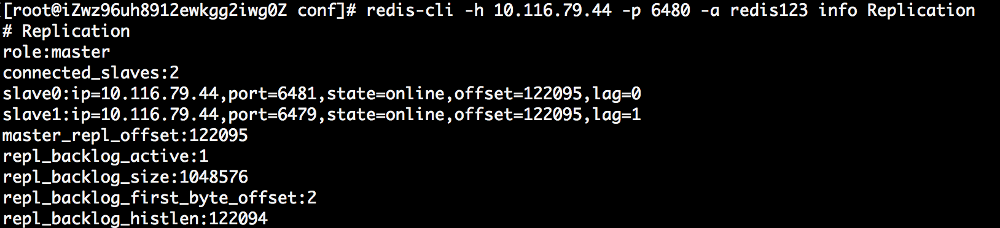 [root@iZwz96uh8912ewkgg2iwg0Z conf]# redis-cli -h 10.116.79.44 -p 6480 -a redis123 info Replication
# Replication
role:master
connected_slaves:2
slave0:ip=10.116.79.44,port=6481,state=online,offset=122095,lag=0
slave1:ip=10.116.79.44,port=6479,state=online,offset=122095,lag=1
master_repl_offset:122095
repl_backlog_active:1
repl_backlog_size:1048576
repl_backlog_first_byte_offset:2
repl_backlog_histlen:122094